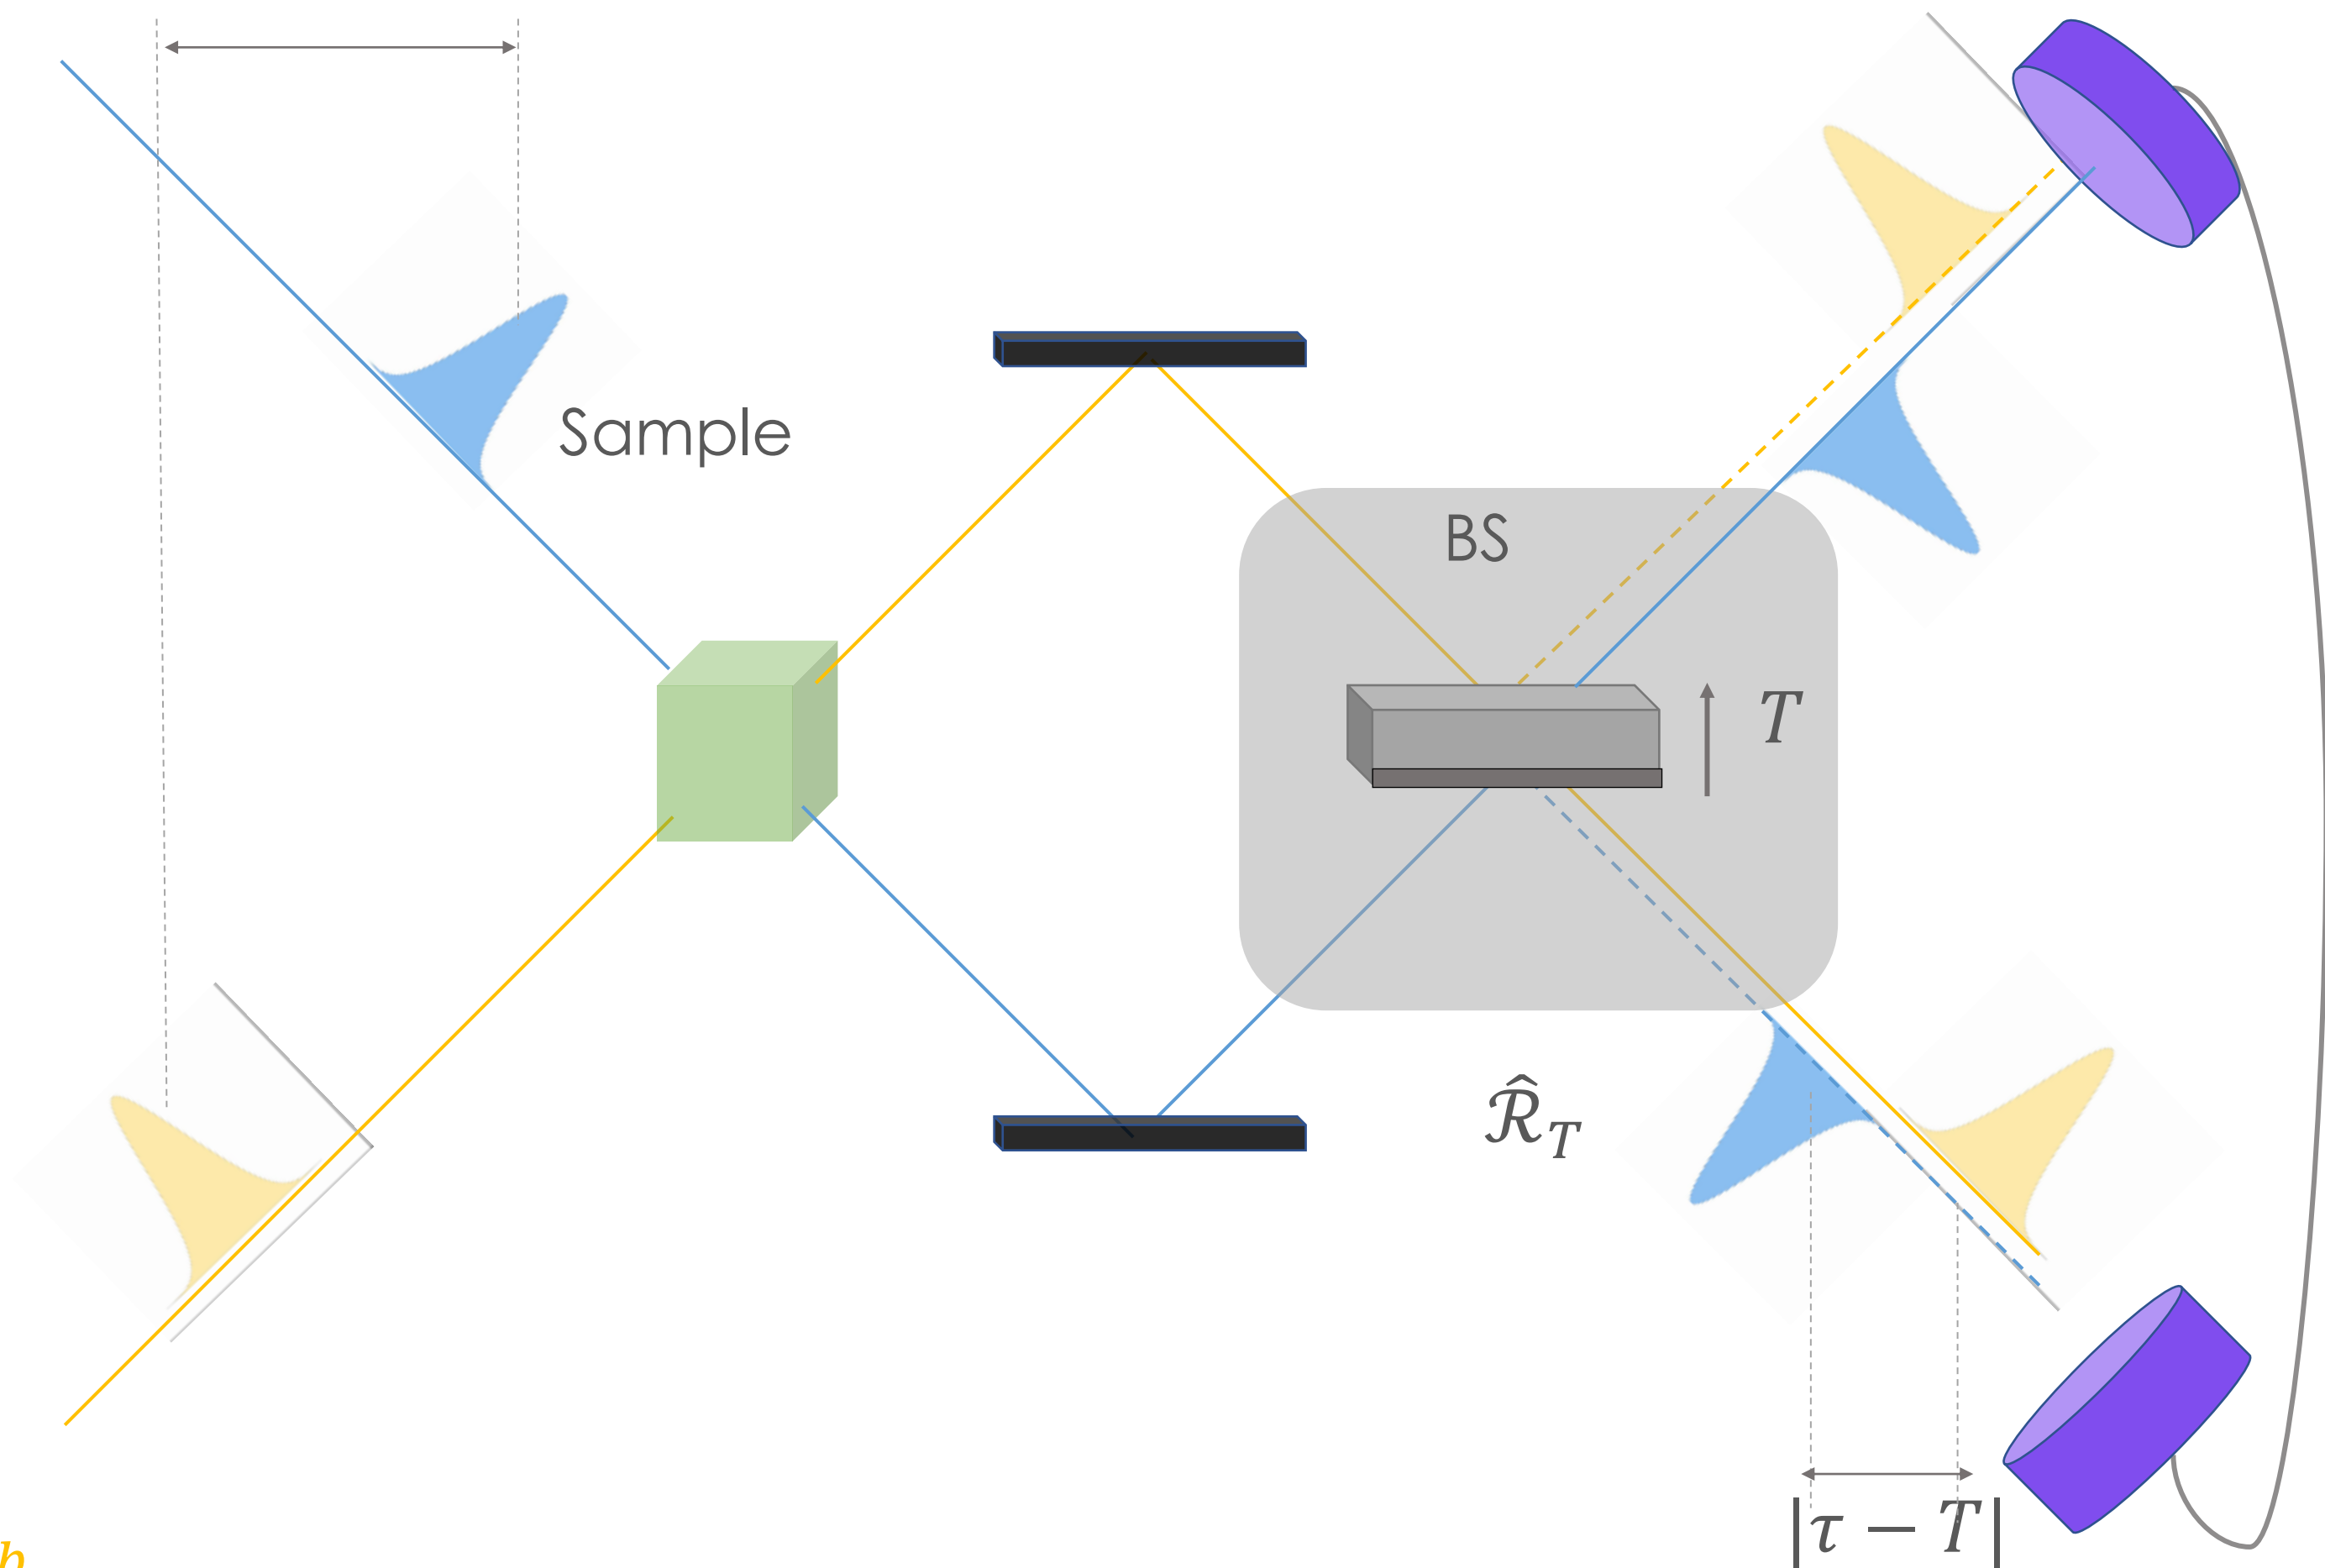 Sample
BS
T
ℛ̂_T
|τ − T|
b